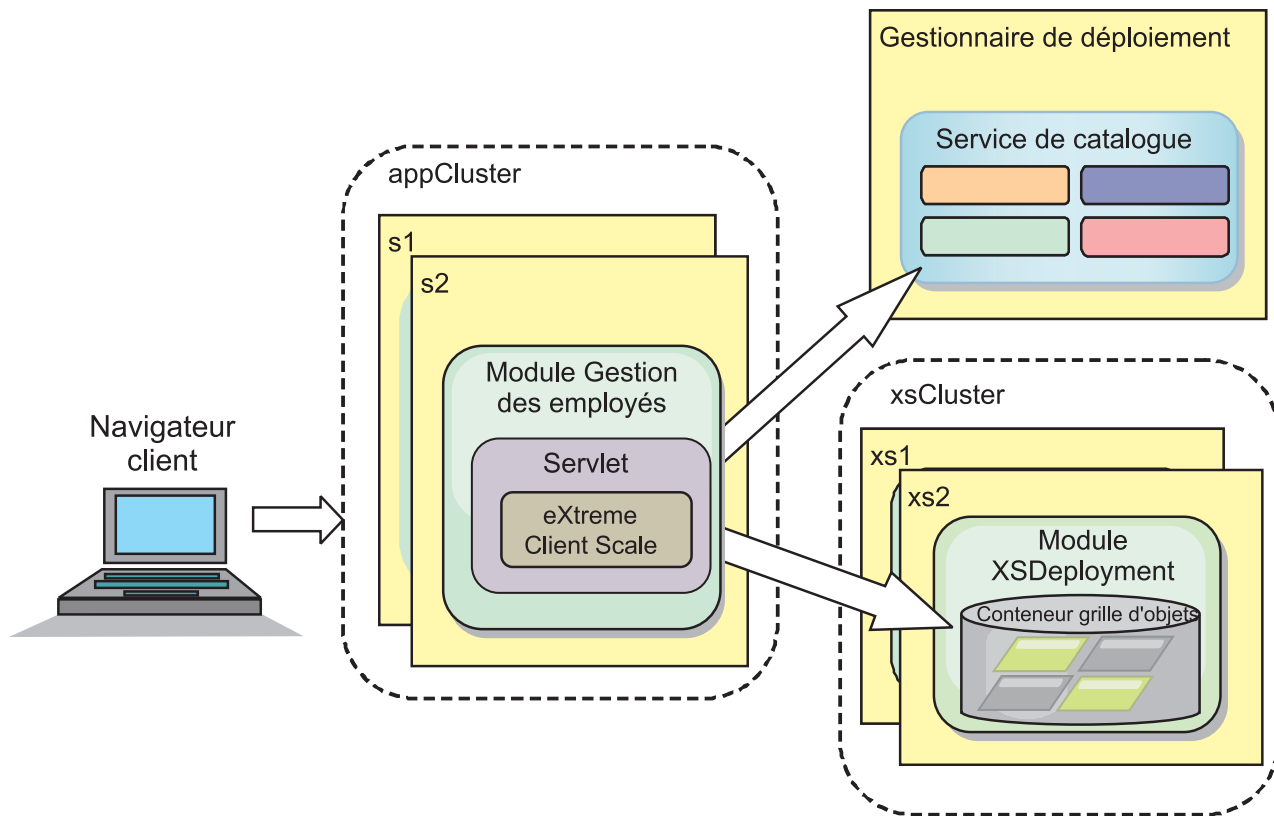 Gestionnaire de déploiement
Service de catalogue
appCluster
s1
s2
Module Gestion
des employés
Servlet
eXtreme
Client Scale
Navigateur
client
xsCluster
xs1
xs2
Module
XSDeployment
Conteneur grille d'objets